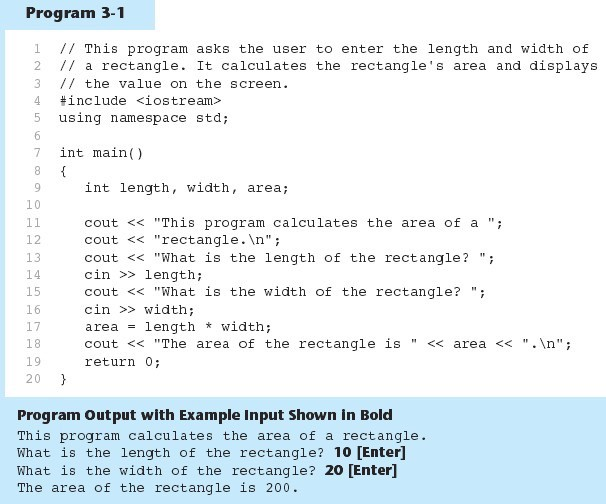 Program 3-1
1 // This program asks the user to enter the length and width of
2 // a rectangle. It calculates the rectangle's area and displays
3 // the value on the screen.
4 #include <iostream>
5 using namespace std;
6
7 int main()
8 {
9 int length, width, area;
10
11 cout << "This program calculates the area of a ";
12 cout << "rectangle.\n";
13 cout << "What is the length of the rectangle? ";
14 cin >> length;
15 cout << "What is the width of the rectangle? ";
16 cin >> width;
17 area = length * width;
18 cout << "The area of the rectangle is " << area << ".\n";
19 return 0;
20 }
Program Output with Example Input Shown in Bold
This program calculates the area of a rectangle.
What is the length of the rectangle? 10 [Enter]
What is the width of the rectangle? 20 [Enter]
The area of the rectangle is 200.